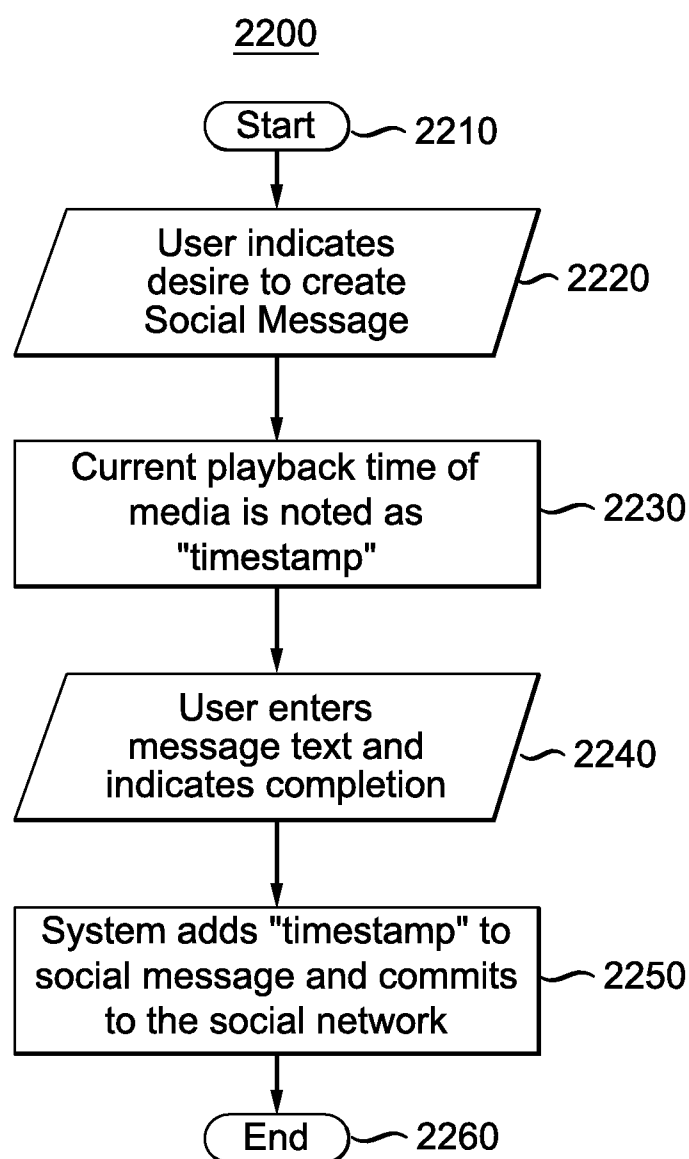 2200
Start
2210
User indicates
desire to create
Social Message
2220
Current playback time of
media is noted as
"timestamp"
2230
User enters
message text and
indicates completion
2240
System adds "timestamp" to
social message and commits
to the social network
2250
End
2260